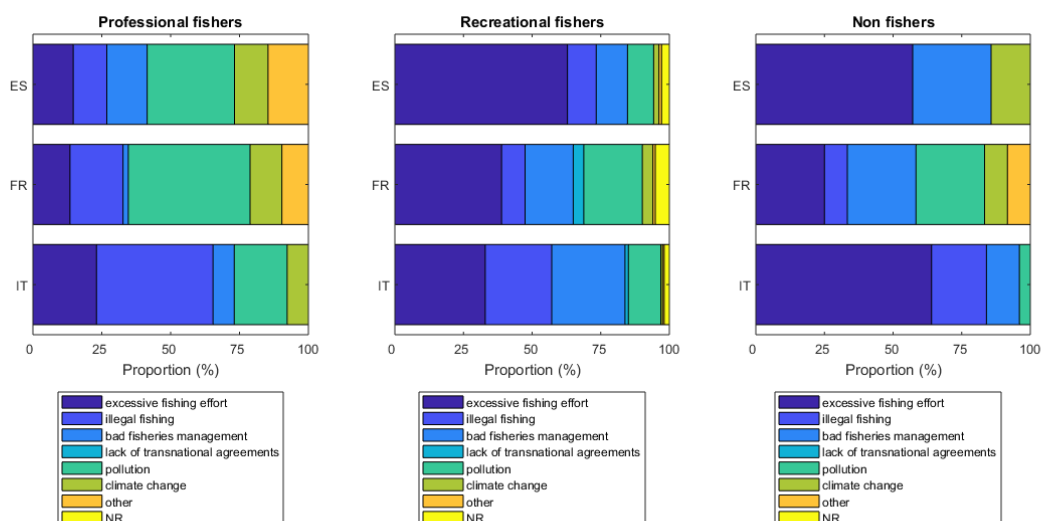 Professional fishers
Recreational fishers
Non fishers
ES
FR
IT
0 25 50 75 100
Proportion (%)
ES
FR
IT
0 25 50 75 100
Proportion (%)
ES
FR
IT
0 25 50 75 100
Proportion (%)
excessive fishing effort
illegal fishing
bad fisheries management
lack of transnational agreements
pollution
climate change
other
NR
excessive fishing effort
illegal fishing
bad fisheries management
lack of transnational agreements
pollution
climate change
other
NR
excessive fishing effort
illegal fishing
bad fisheries management
lack of transnational agreements
pollution
climate change
other
NR